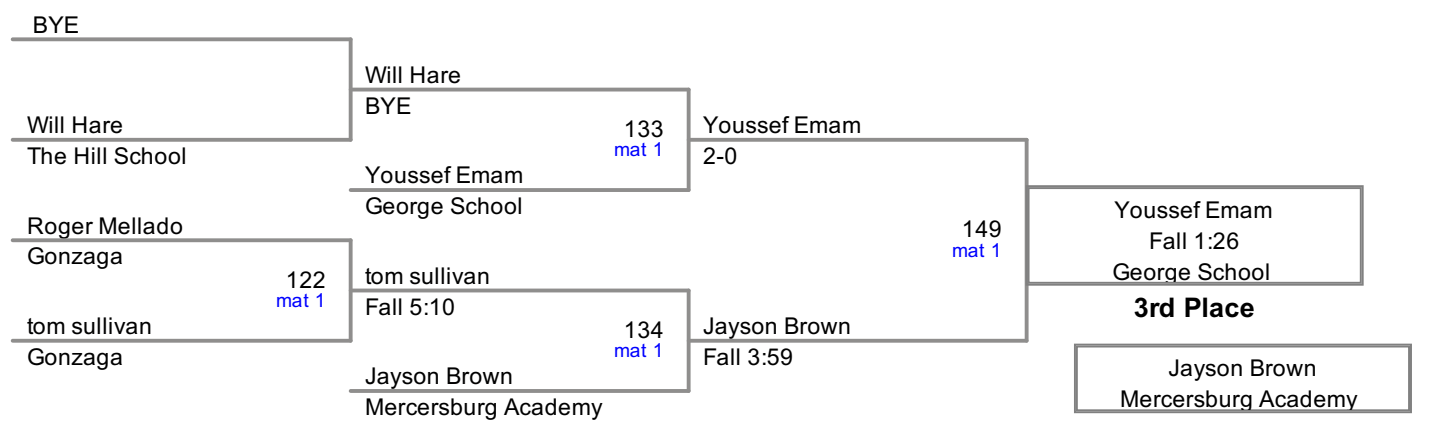 BYE
Will Hare
BYE
Will Hare
The Hill School
133
mat 1
Youssef Emam
2-0
Youssef Emam
George School
Roger Mellado
Gonzaga
122
mat 1
tom sullivan
Fall 5:10
tom sullivan
Gonzaga
134
mat 1
Jayson Brown
Fall 3:59
Jayson Brown
Mercersburg Academy
149
mat 1
Youssef Emam
Fall 1:26
George School
3rd Place
Jayson Brown
Mercersburg Academy